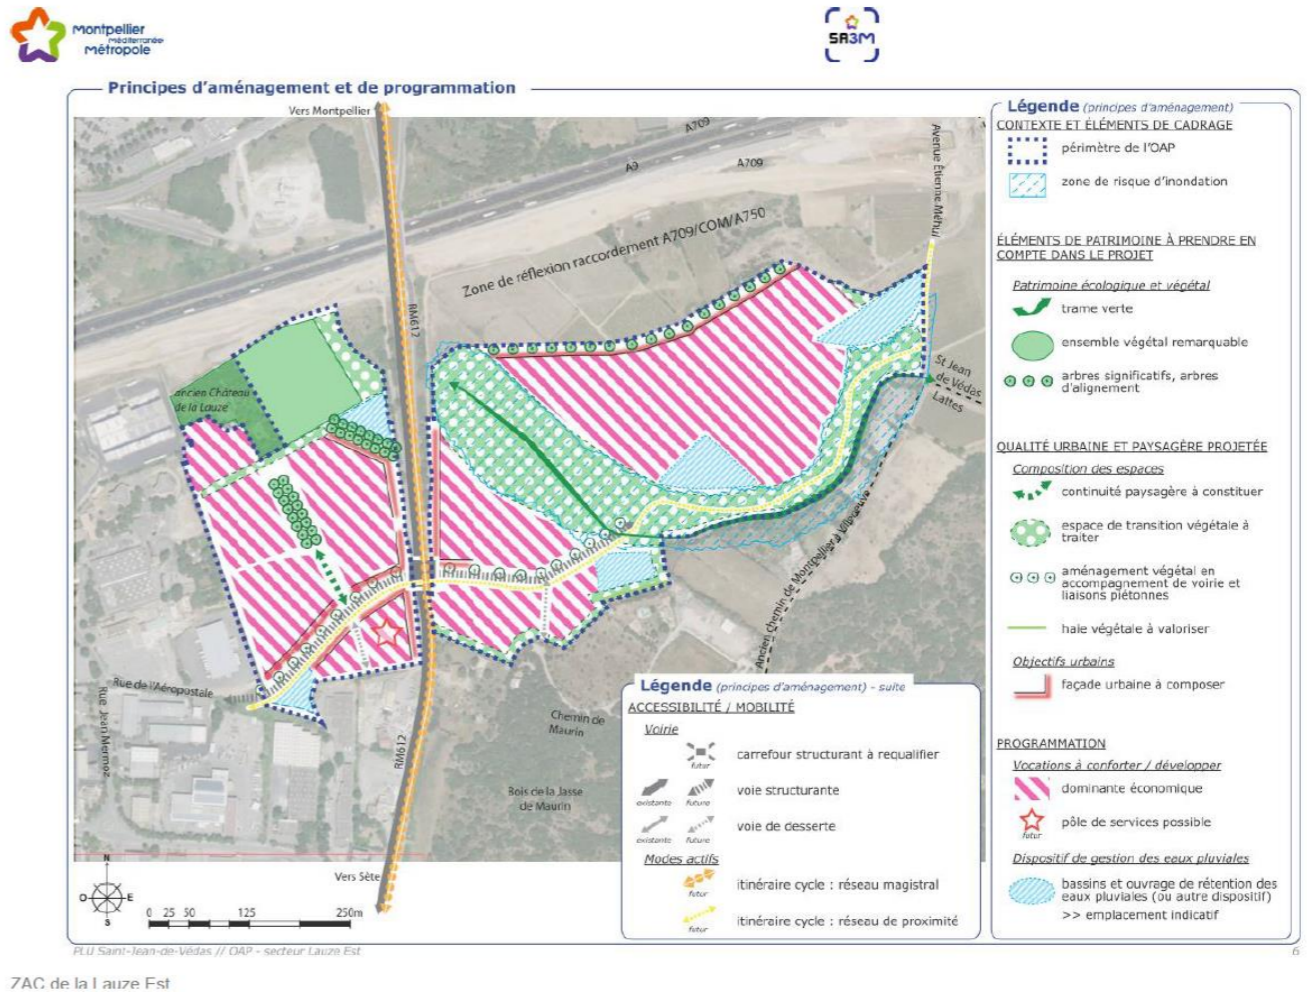 montpellier
méditerranée
métropole
SA3M
Principes d'aménagement et de programmation
Vers Montpellier
A709
A9
A709
Avenue Étienne Méhul
Zone de réflexion raccordement A709/COM/A750
RM612
ancien Château
de la Lauze
St Jean
de Védas
Lattes
Ancien chemin de Montpellier à Villeneuve
Rue de l'Aéropostale
Rue Jean Mermoz
RM612
Chemin de
Maurin
Bois de la Jasse
de Maurin
Vers Sète
N
O
E
S
0 25 50 125 250m
Légende (principes d'aménagement)
CONTEXTE ET ÉLÉMENTS DE CADRAGE
périmètre de l'OAP
zone de risque d'inondation
ÉLÉMENTS DE PATRIMOINE À PRENDRE EN
COMPTE DANS LE PROJET
Patrimoine écologique et végétal
trame verte
ensemble végétal remarquable
arbres significatifs, arbres
d'alignement
QUALITÉ URBAINE ET PAYSAGÈRE PROJETÉE
Composition des espaces
continuité paysagère à constituer
espace de transition végétale à
traiter
aménagement végétal en
accompagnement de voirie et
liaisons piétonnes
haie végétale à valoriser
Objectifs urbains
façade urbaine à composer
PROGRAMMATION
Vocations à conforter / développer
dominante économique
pôle de services possible
futur
Dispositif de gestion des eaux pluviales
bassins et ouvrage de rétention des
eaux pluviales (ou autre dispositif)
>> emplacement indicatif
Légende (principes d'aménagement) - suite
ACCESSIBILITÉ / MOBILITÉ
Voirie
carrefour structurant à requalifier
futur
voie structurante
existante future
voie de desserte
existante future
Modes actifs
itinéraire cycle : réseau magistral
futur
itinéraire cycle : réseau de proximité
futur
PLU Saint-Jean-de-Védas // OAP - secteur Lauze Est
6
ZAC de la Lauze Est